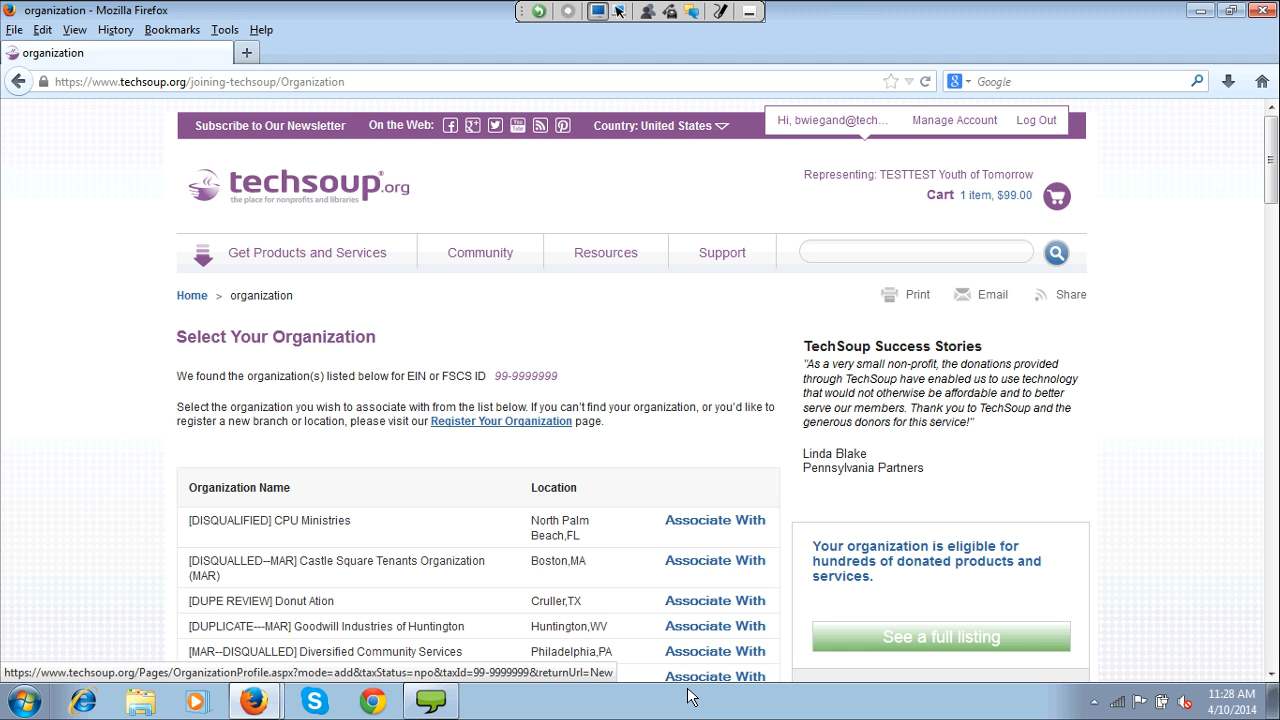 organization - Mozilla Firefox
File Edit View History Bookmarks Tools Help
organization
https://www.techsoup.org/joining-techsoup/Organization
Google
Subscribe to Our Newsletter On the Web: Country: United States
Hi, bwiegand@tech... Manage Account Log Out
techsoup.org
the place for nonprofits and libraries
Representing: TESTTEST Youth of Tomorrow
Cart 1 item, $99.00
Get Products and Services Community Resources Support
Home > organization
Print Email Share
Select Your Organization
We found the organization(s) listed below for EIN or FSCS ID 99-9999999
Select the organization you wish to associate with from the list below. If you can't find your organization, or you'd like to
register a new branch or location, please visit our Register Your Organization page.
Organization Name Location
[DISQUALIFIED] CPU Ministries North Palm Beach,FL Associate With
[DISQUALLED--MAR] Castle Square Tenants Organization (MAR) Boston,MA Associate With
[DUPE REVIEW] Donut Ation Cruller,TX Associate With
[DUPLICATE---MAR] Goodwill Industries of Huntington Huntington,WV Associate With
[MAR--DISQUALLED] Diversified Community Services Philadelphia,PA Associate With
Associate With
TechSoup Success Stories
"As a very small non-profit, the donations provided
through TechSoup have enabled us to use technology
that would not otherwise be affordable and to better
serve our members. Thank you to TechSoup and the
generous donors for this service!"
Linda Blake
Pennsylvania Partners
Your organization is eligible for
hundreds of donated products and
services.
See a full listing
https://www.techsoup.org/Pages/OrganizationProfile.aspx?mode=add&taxStatus=npo&taxId=99-9999999&returnUrl=New
11:28 AM
4/10/2014